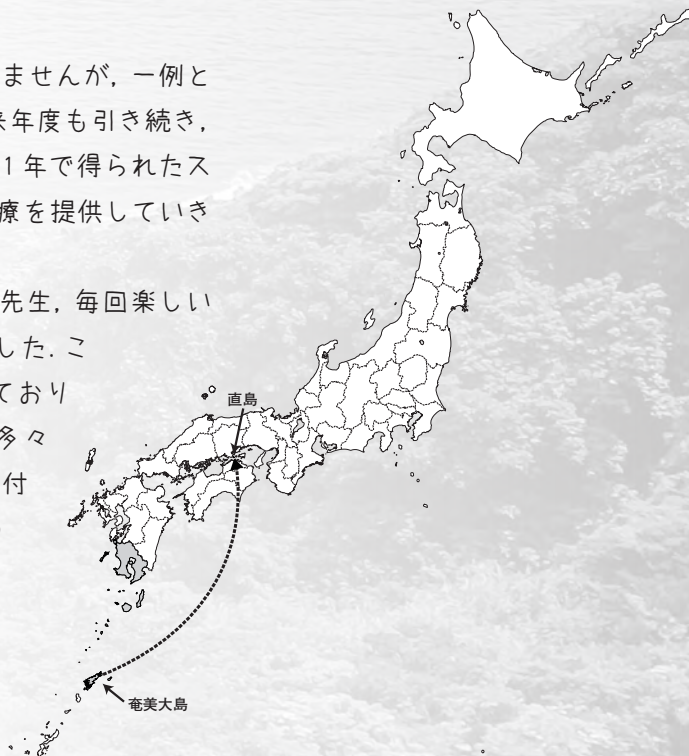 ませんが，一例と
来年度も引き続き，
1年で得られたス
療を提供していき
先生，毎回楽しい
した．こ
ており
多々
付
直島
奄美大島